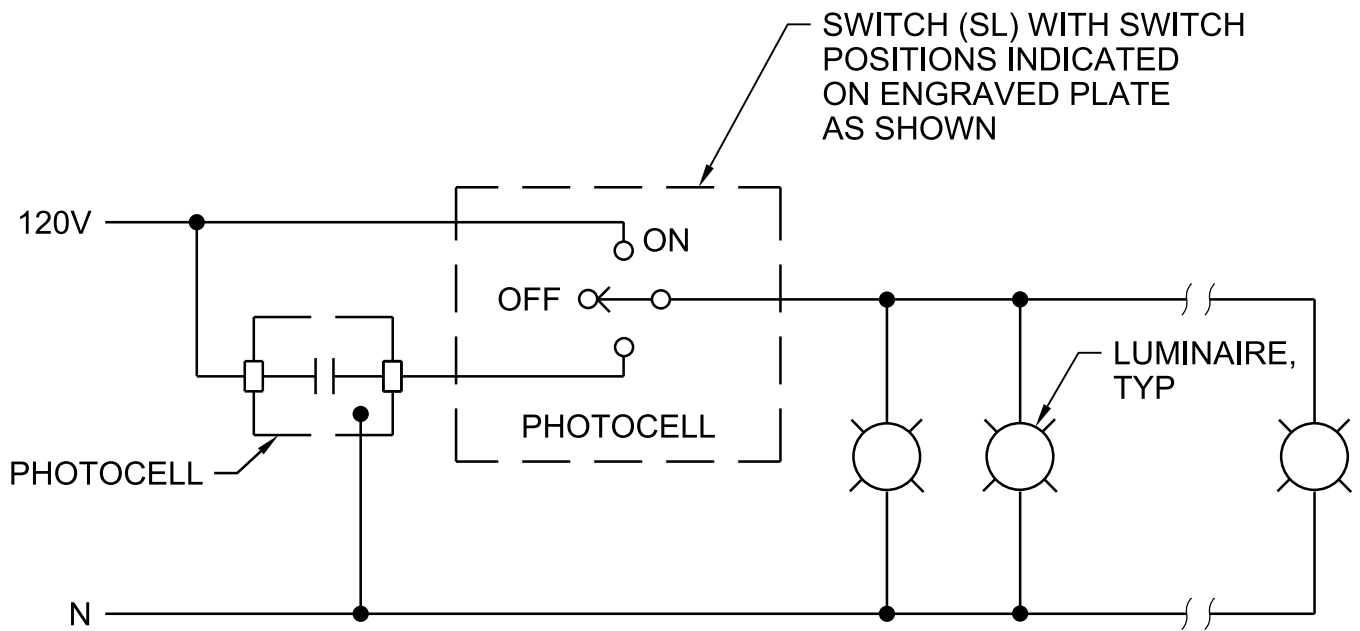 SWITCH (SL) WITH SWITCH
POSITIONS INDICATED
ON ENGRAVED PLATE
AS SHOWN
120V
ON
OFF
LUMINAIRE,
TYP
PHOTOCELL
PHOTOCELL
N